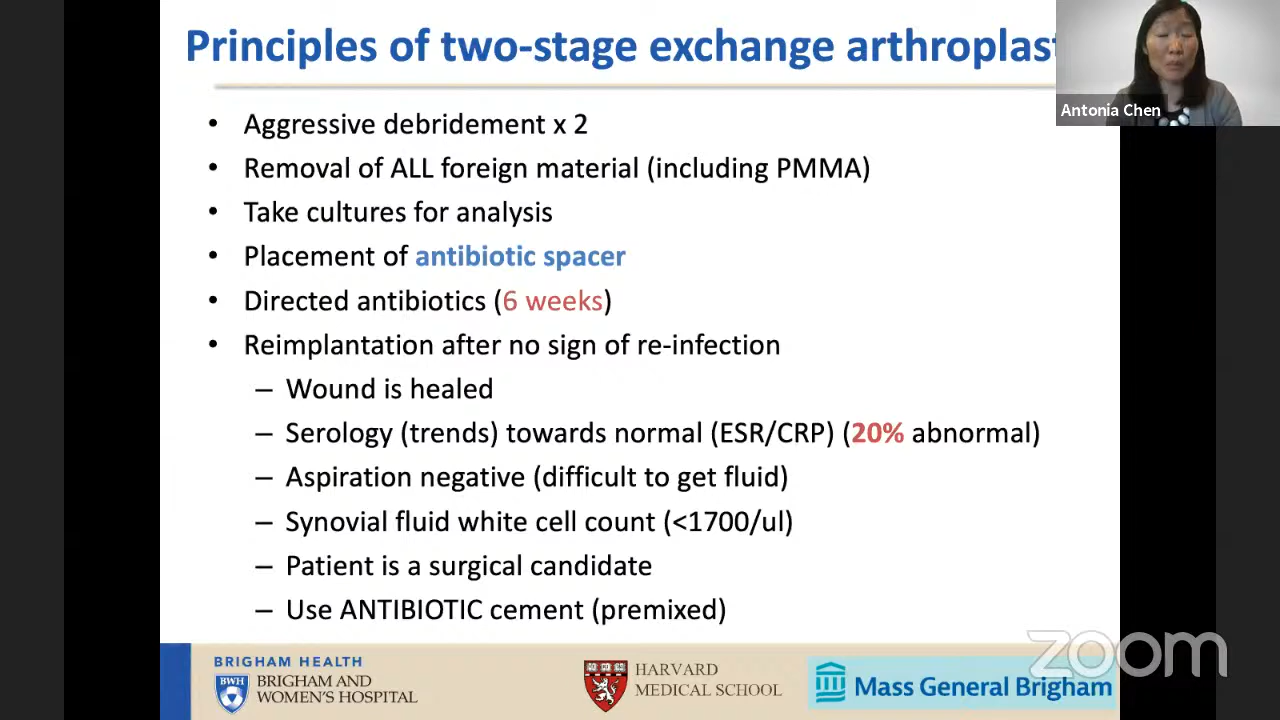 Principles of two-stage exchange arthroplast
Antonia Chen
• Aggressive debridement x 2
• Removal of ALL foreign material (including PMMA)
• Take cultures for analysis
• Placement of antibiotic spacer
• Directed antibiotics (6 weeks)
• Reimplantation after no sign of re-infection
– Wound is healed
– Serology (trends) towards normal (ESR/CRP) (20% abnormal)
– Aspiration negative (difficult to get fluid)
– Synovial fluid white cell count (<1700/ul)
– Patient is a surgical candidate
– Use ANTIBIOTIC cement (premixed)
zoom
BRIGHAM HEALTH
BWH
BRIGHAM AND
WOMEN'S HOSPITAL
HARVARD
MEDICAL SCHOOL
Mass General Brigham